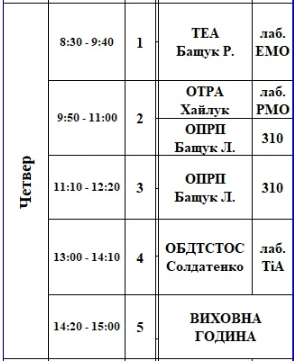 Четвер
8:30 - 9:40 1 ТЕА лаб.
Бащук Р. ЕМО
9:50 - 11:00 2 ОТРА лаб.
Хайлук РМО
ОПРП 310
Бащук Л.
11:10 - 12:20 3 ОПРП 310
Бащук Л.
13:00 - 14:10 4 ОБДТСТОС лаб.
Солдатенко ТіА
14:20 - 15:00 5 ВИХОВНА
ГОДИНА